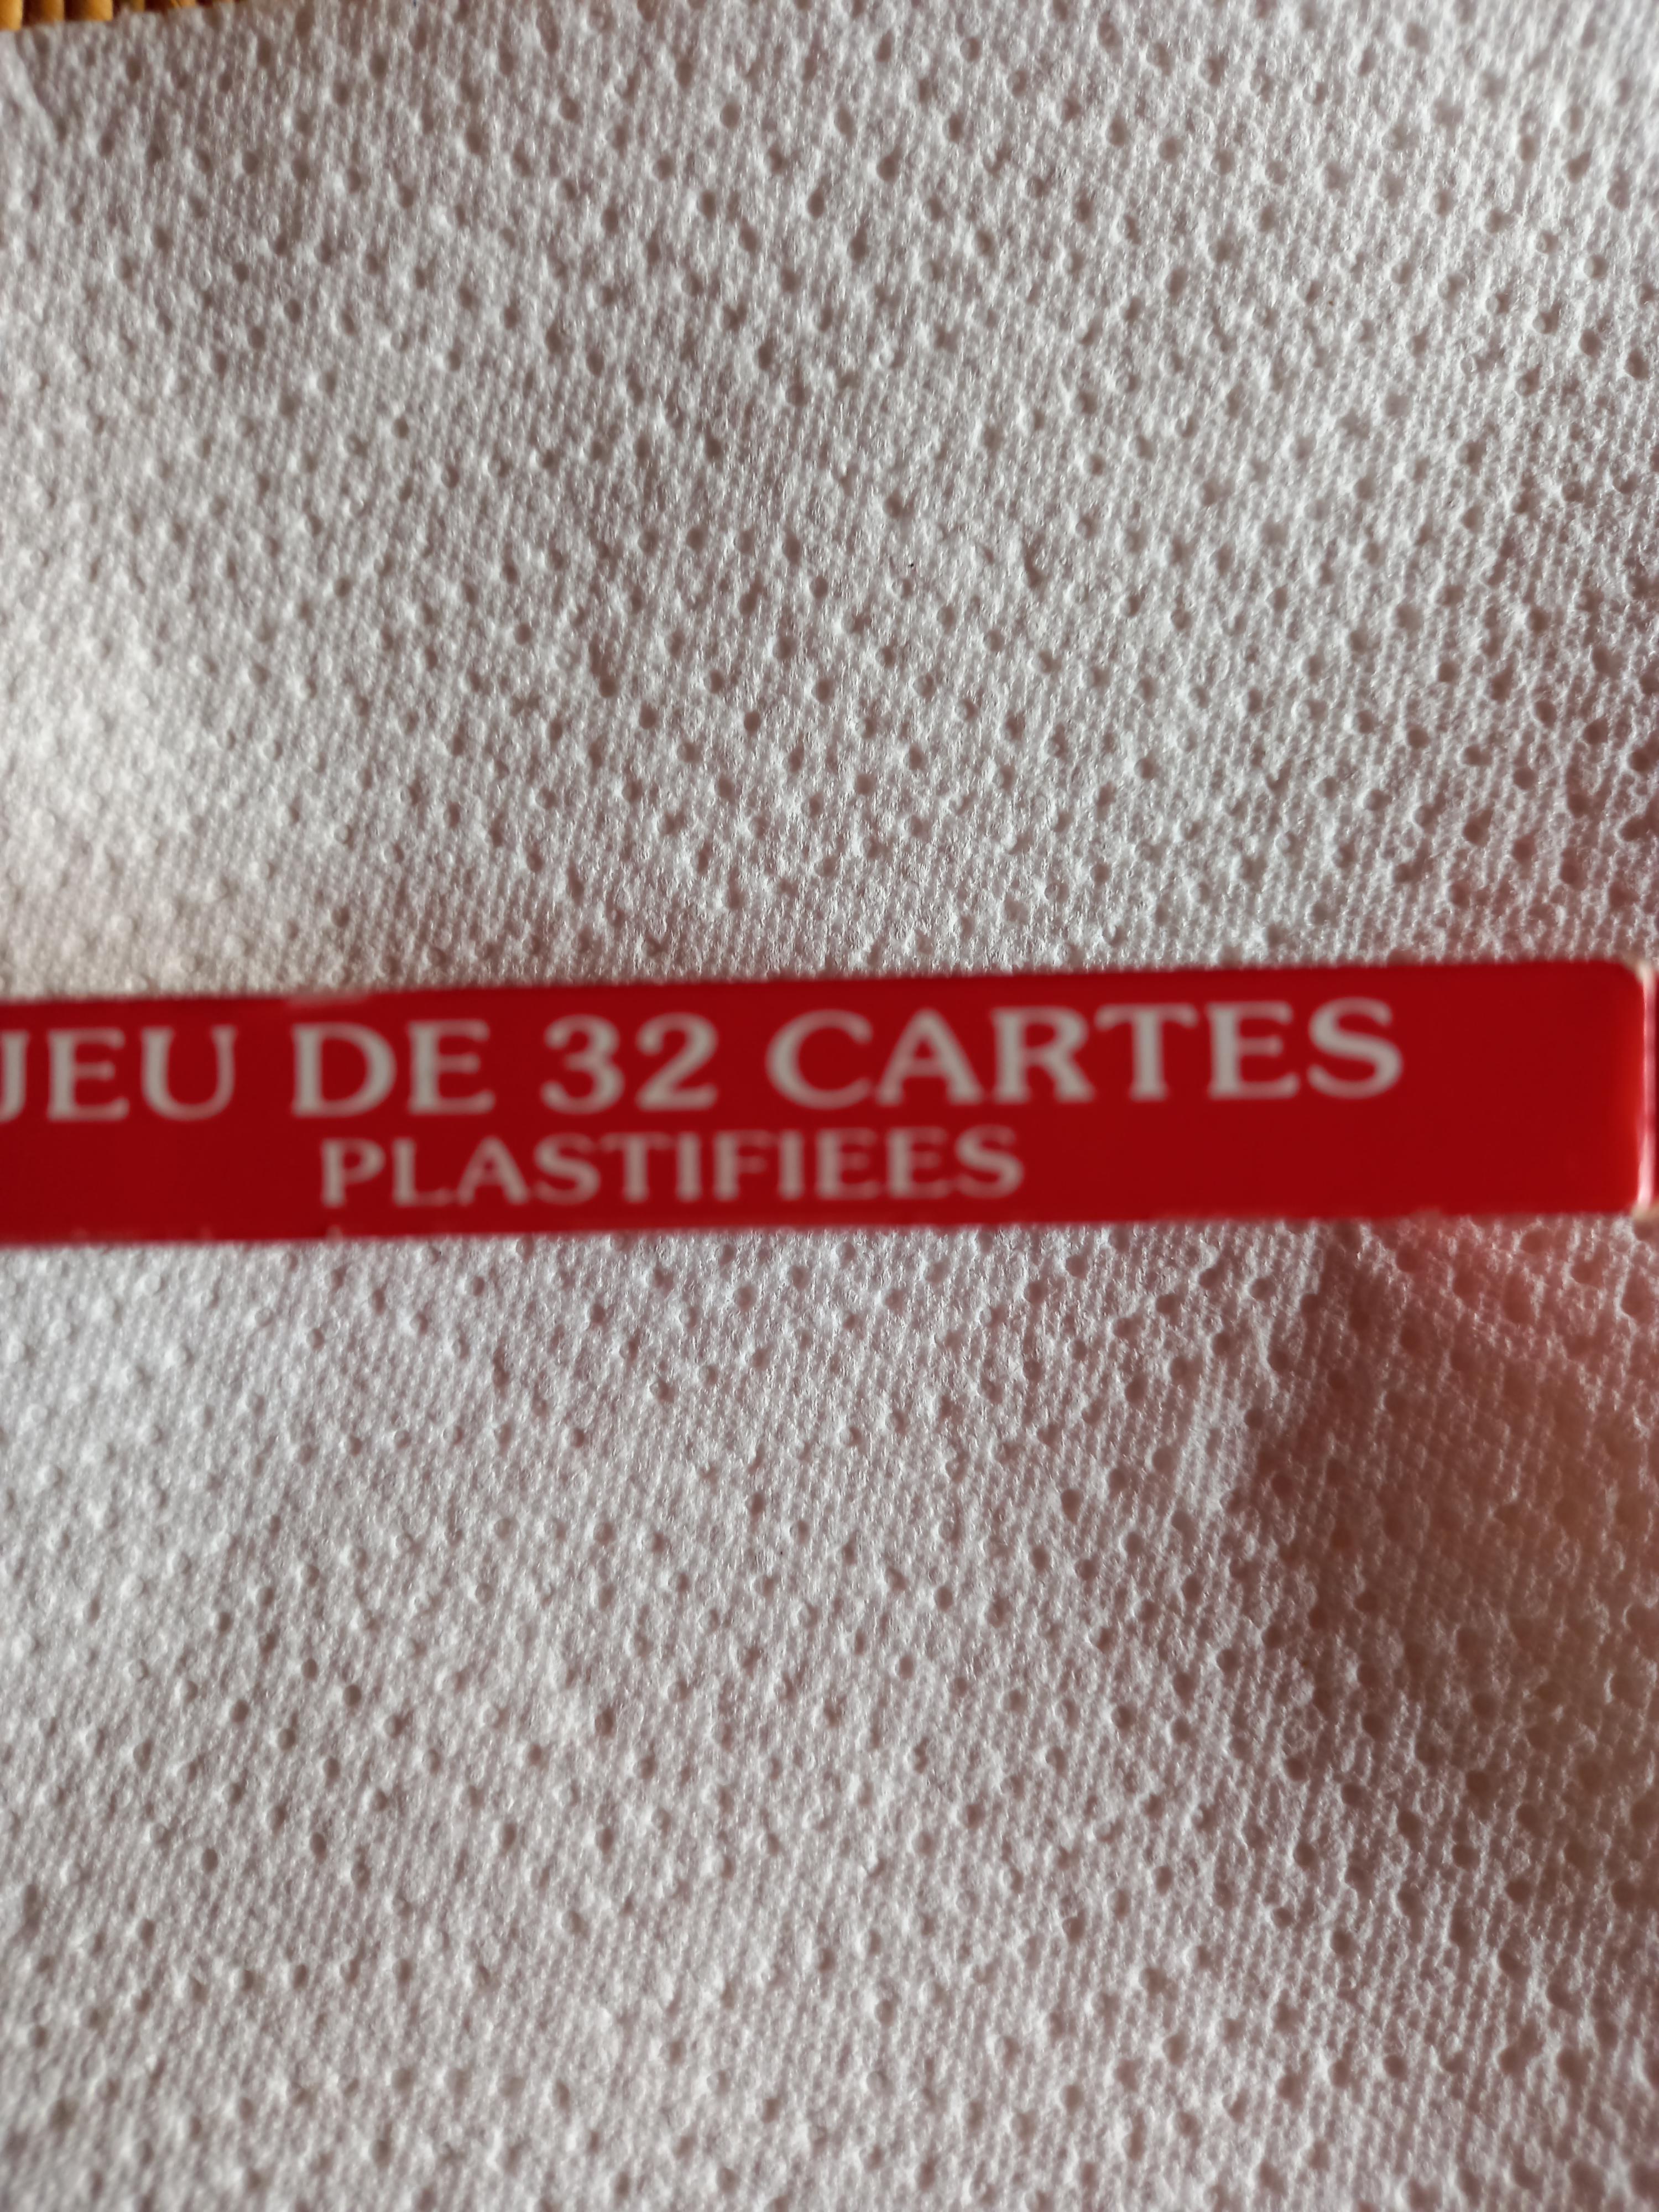 JEU DE 32 CARTES
PLASTIFIEES